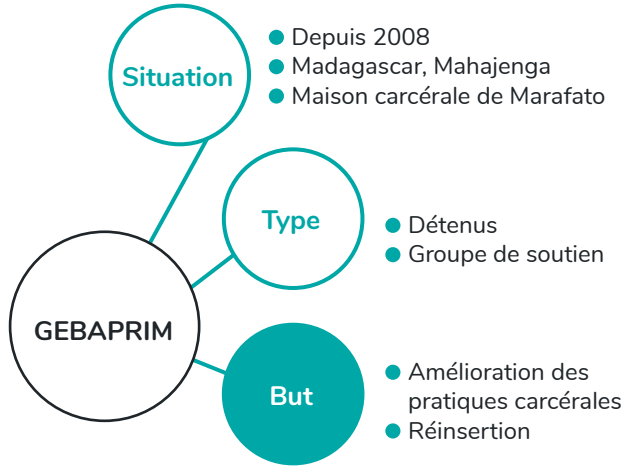 Situation
Depuis 2008
Madagascar, Mahajenga
Maison carcérale de Marafato
Type
Détenus
Groupe de soutien
GEBAPRIM
But
Amélioration des
pratiques carcérales
Réinsertion